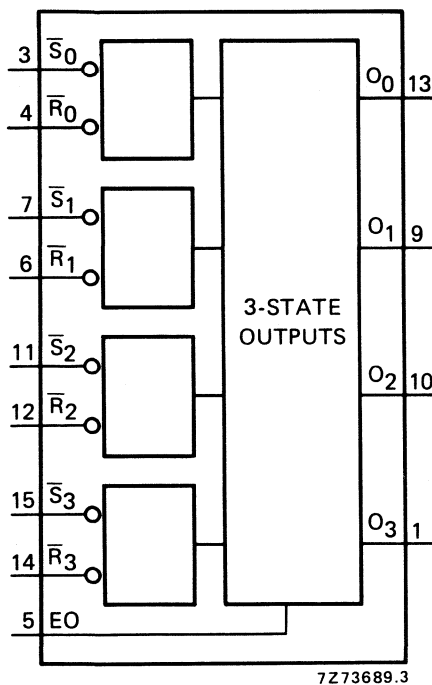 3 S̅0
4 R̅0
O0 13
7 S̅1
6 R̅1
O1 9
3-STATE
OUTPUTS
11 S̅2
12 R̅2
O2 10
15 S̅3
14 R̅3
O3 1
5 EO
7Z73689.3